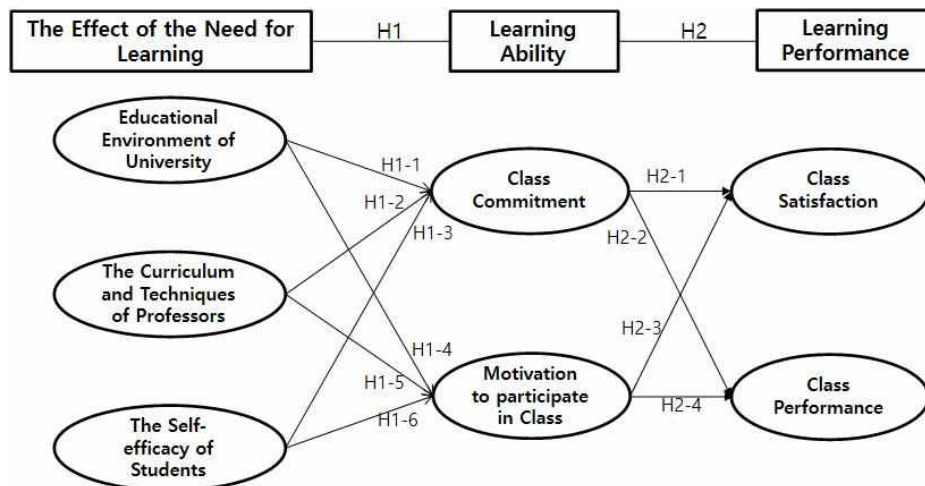 The Effect of the Need for
Learning
H1
Learning
Ability
H2
Learning
Performance
Educational
Environment of
University
H1-1
H1-2
H1-3
Class
Commitment
H2-1
H2-2
Class
Satisfaction
The Curriculum
and Techniques
of Professors
H2-3
H1-4
H1-5
H1-6
Motivation
to participate
in Class
H2-4
Class
Performance
The Self-
efficacy of
Students